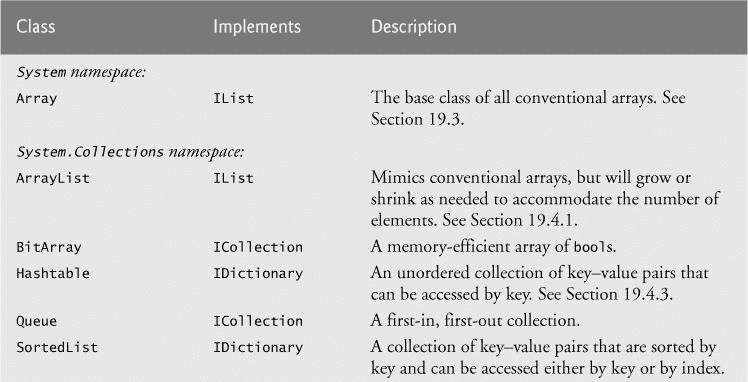 Class Implements Description
System namespace:
Array IList The base class of all conventional arrays. See
Section 19.3.
System.Collections namespace:
ArrayList IList Mimics conventional arrays, but will grow or
shrink as needed to accommodate the number of
elements. See Section 19.4.1.
BitArray ICollection A memory-efficient array of bools.
Hashtable IDictionary An unordered collection of key–value pairs that
can be accessed by key. See Section 19.4.3.
Queue ICollection A first-in, first-out collection.
SortedList IDictionary A collection of key–value pairs that are sorted by
key and can be accessed either by key or by index.